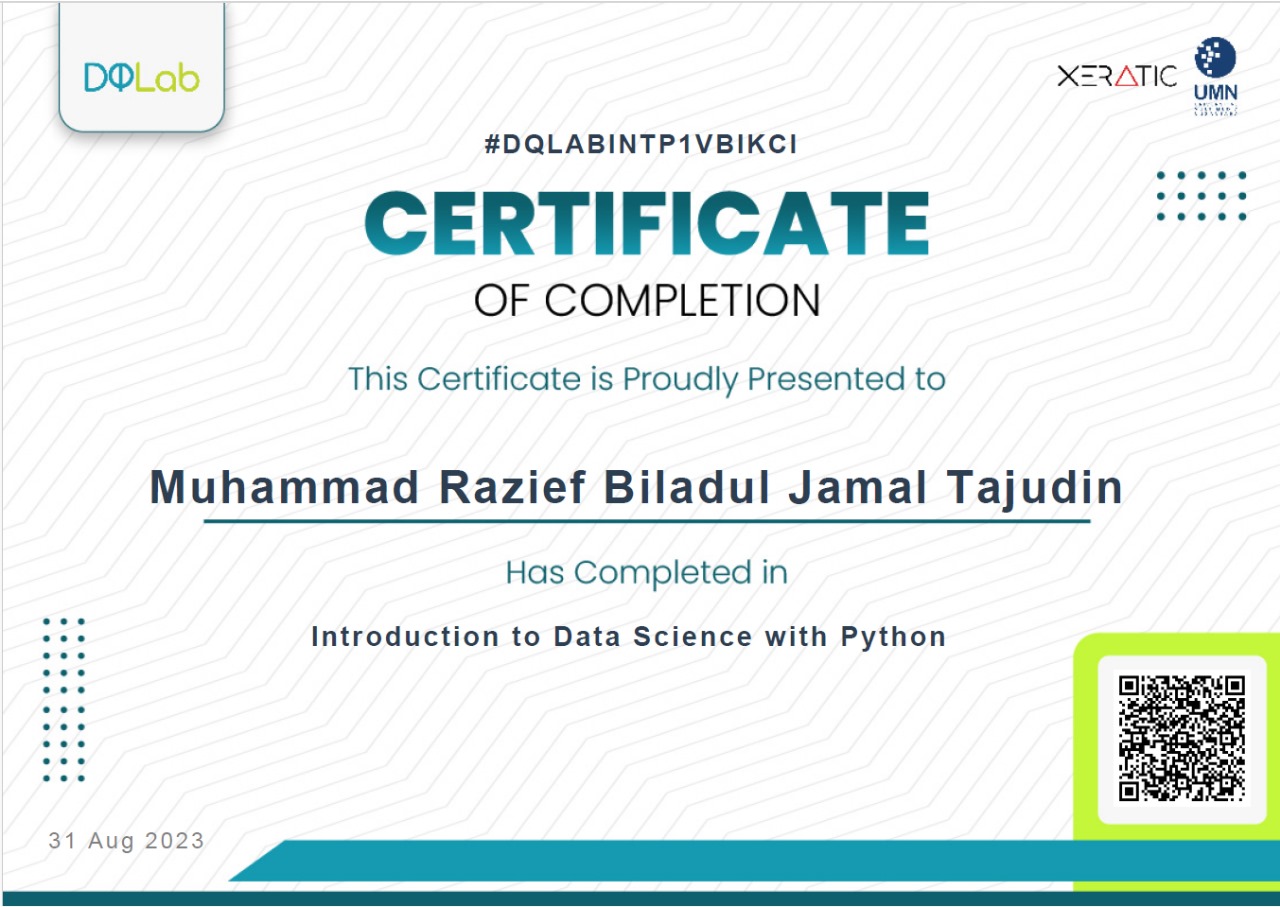 DQLab
XERATIC
UMN
#DQLABINTP1VBIKCI
CERTIFICATE
OF COMPLETION
This Certificate is Proudly Presented to
Muhammad Razief Biladul Jamal Tajudin
Has Completed in
Introduction to Data Science with Python
31 Aug 2023